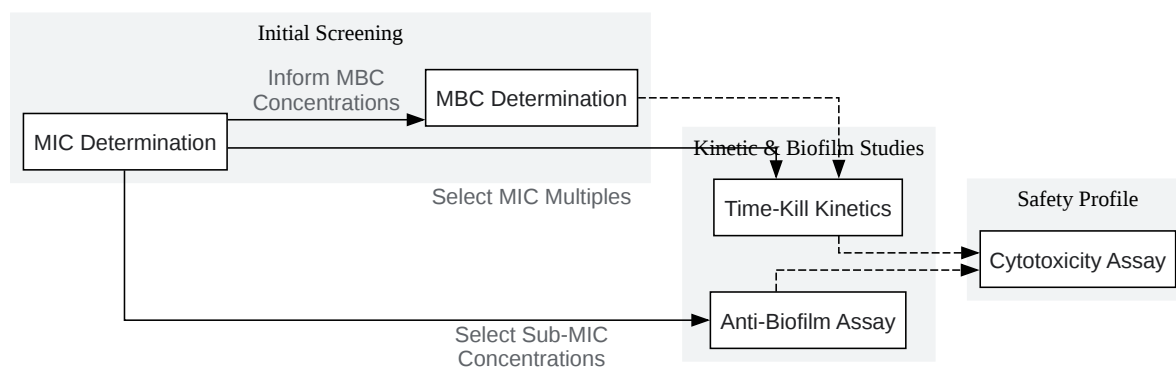 Initial Screening
Inform MBC
Concentrations
MBC Determination
MIC Determination
Kinetic & Biofilm Studies
Select MIC Multiples
Time-Kill Kinetics
Safety Profile
Cytotoxicity Assay
Anti-Biofilm Assay
Select Sub-MIC
Concentrations